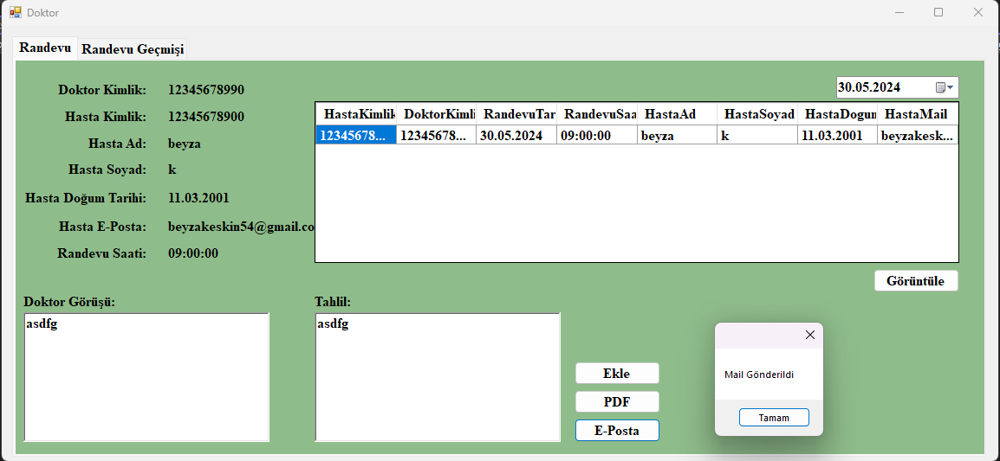 Doktor
Randevu
Randevu Geçmişi
Doktor Kimlik: 12345678990
Hasta Kimlik: 12345678900
Hasta Ad: beyza
Hasta Soyad: k
Hasta Doğum Tarihi: 11.03.2001
Hasta E-Posta: beyzakeskin54@gmail.co
Randevu Saati: 09:00:00
30.05.2024
HastaKimlik DoktorKimli RandevuTar RandevuSaa HastaAd HastaSoyad HastaDogun HastaMail
12345678... 12345678... 30.05.2024 09:00:00 beyza k 11.03.2001 beyzakesk...
Görüntüle
Doktor Görüşü:
asdfg
Tahlil:
asdfg
Ekle
PDF
E-Posta
Mail Gönderildi
Tamam